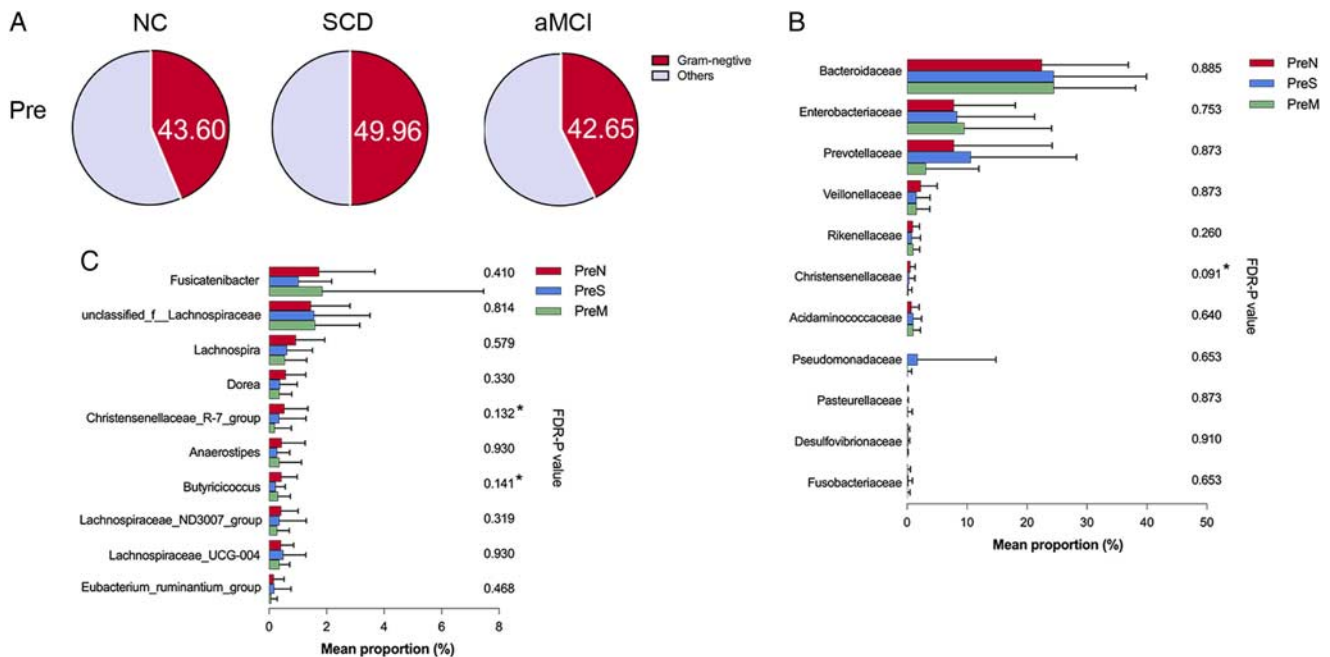 A
NC
SCD
aMCI
Pre
43.60
49.96
42.65
Gram-negtive
Others
B
Bacteroidaceae 0.885
Enterobacteriaceae 0.753
Prevotellaceae 0.873
Veillonellaceae 0.873
Rikenellaceae 0.260
Christensenellaceae 0.091*
Acidaminococcaceae 0.640
Pseudomonadaceae 0.653
Pasteurellaceae 0.873
Desulfovibrionaceae 0.910
Fusobacteriaceae 0.653
0 10 20 30 40 50
Mean proportion (%)
FDR-P value
PreN
PreS
PreM
C
Fusicatenibacter 0.410
unclassified_f__Lachnospiraceae 0.814
Lachnospira 0.579
Dorea 0.330
Christensenellaceae_R-7_group 0.132*
Anaerostipes 0.930
Butyricicoccus 0.141*
Lachnospiraceae_ND3007_group 0.319
Lachnospiraceae_UCG-004 0.930
Eubacterium_ruminantium_group 0.468
0 2 4 6 8
Mean proportion (%)
FDR-P value
PreN
PreS
PreM